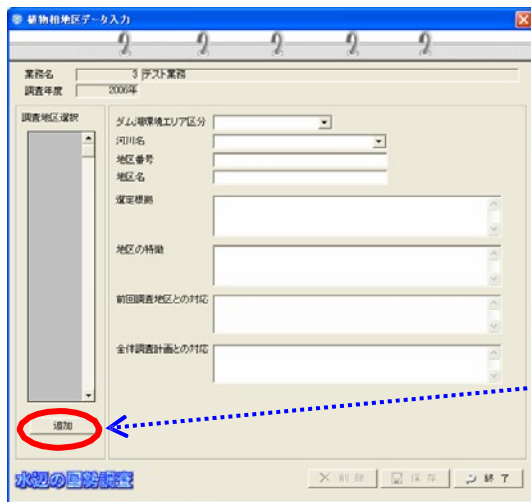 植物相地区データ入力
業務名 3 テスト業務
調査年度 2006年
調査地区選択
ダム湖環境エリア区分
河川名
地区番号
地区名
選定根拠
地区の特徴
前回調査地区との対応
全体調査計画との対応
追加
水辺の国勢調査
削除 保存 終了